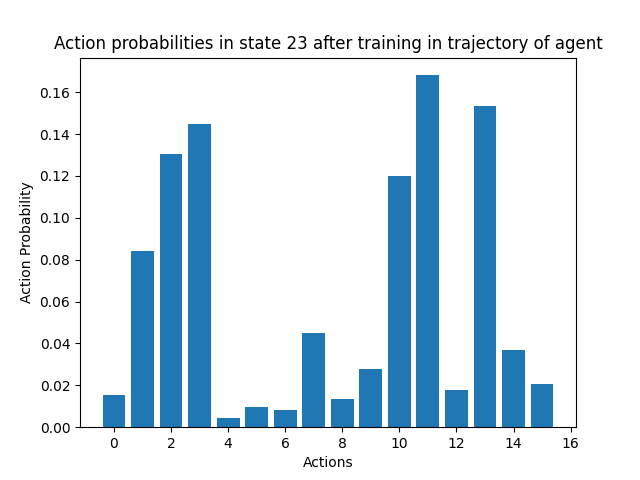 Action probabilities in state 23 after training in trajectory of agent
0.16
0.14
0.12
0.10
0.08
0.06
0.04
0.02
0.00
Action Probability
0 2 4 6 8 10 12 14 16
Actions